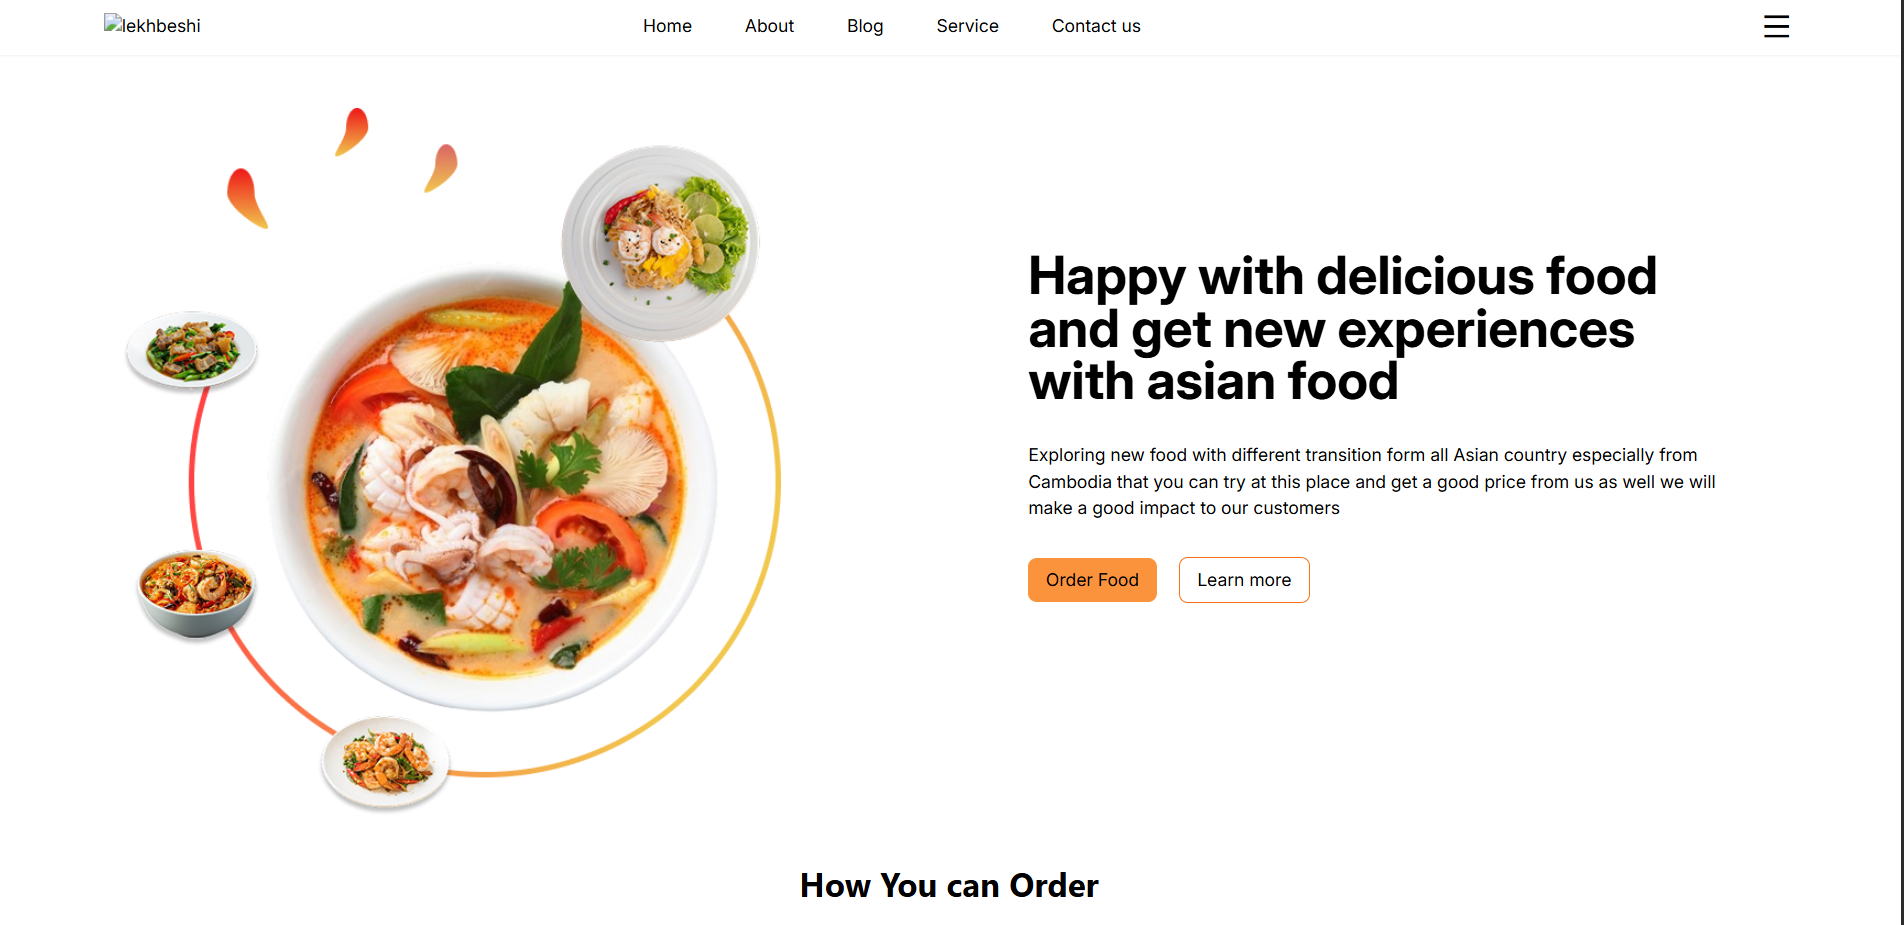 lekhbeshi
Home
About
Blog
Service
Contact us
Happy with delicious food
and get new experiences
with asian food
Exploring new food with different transition form all Asian country especially from
Cambodia that you can try at this place and get a good price from us as well we will
make a good impact to our customers
Order Food
Learn more
How You can Order